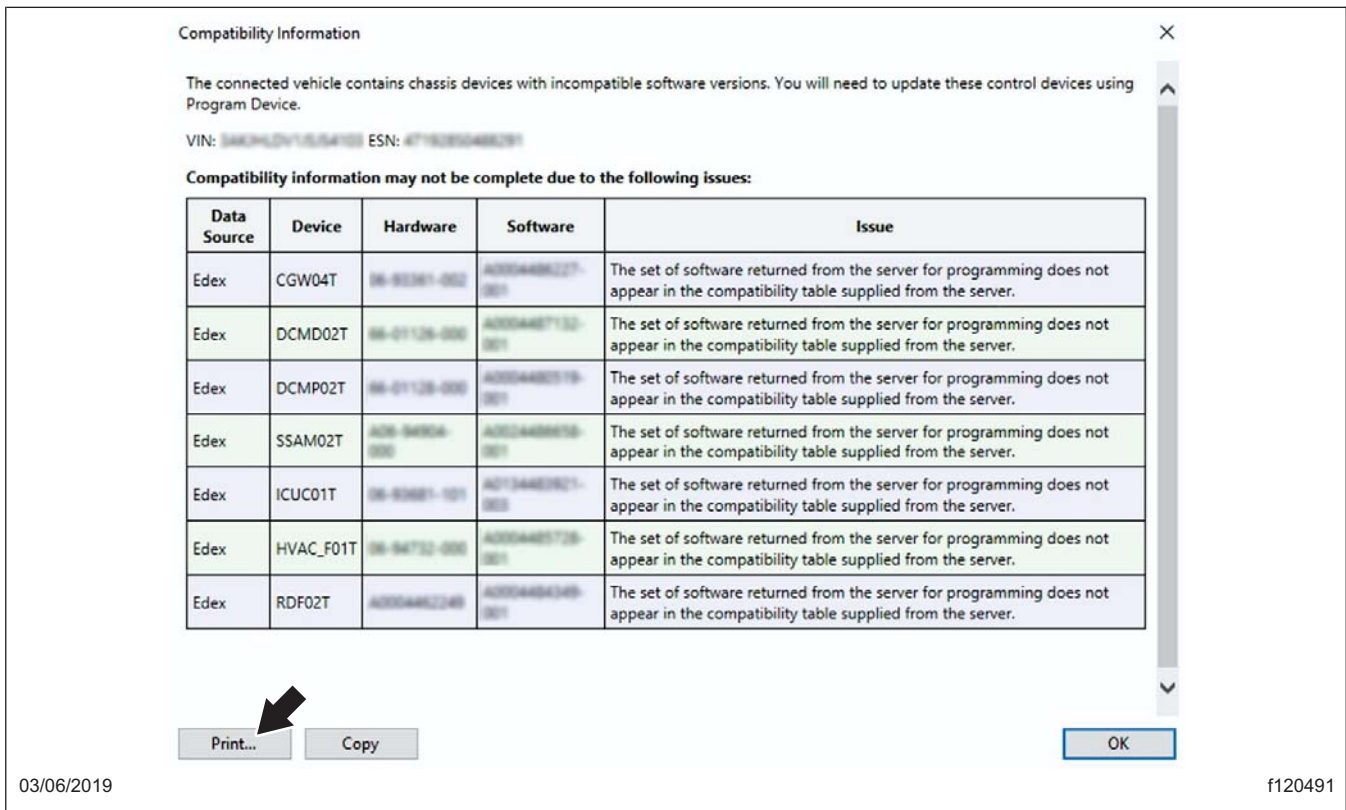 Compatibility Information
The connected vehicle contains chassis devices with incompatible software versions. You will need to update these control devices using
Program Device.
VIN: ESN:
Compatibility information may not be complete due to the following issues:
Data Source Device Hardware Software Issue
Edex CGW04T The set of software returned from the server for programming does not
appear in the compatibility table supplied from the server.
Edex DCMD02T The set of software returned from the server for programming does not
appear in the compatibility table supplied from the server.
Edex DCMP02T The set of software returned from the server for programming does not
appear in the compatibility table supplied from the server.
Edex SSAM02T The set of software returned from the server for programming does not
appear in the compatibility table supplied from the server.
Edex ICUC01T The set of software returned from the server for programming does not
appear in the compatibility table supplied from the server.
Edex HVAC_F01T The set of software returned from the server for programming does not
appear in the compatibility table supplied from the server.
Edex RDF02T The set of software returned from the server for programming does not
appear in the compatibility table supplied from the server.
Print... Copy OK
03/06/2019 f120491